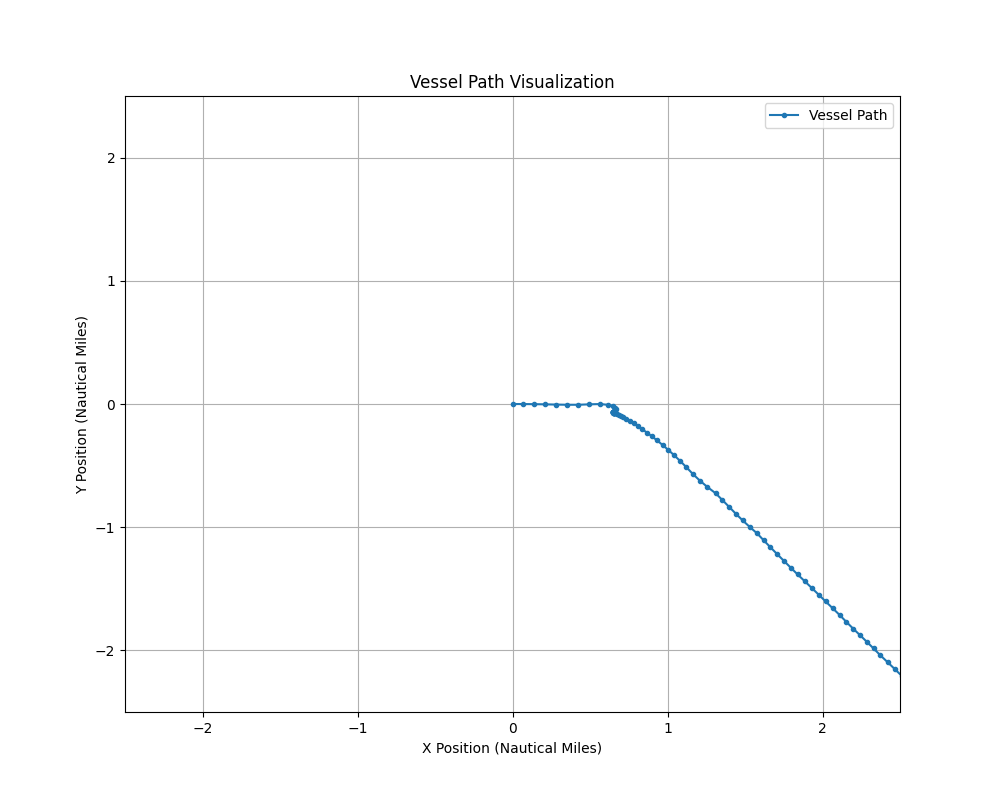 Vessel Path Visualization
Vessel Path
2
1
0
−1
−2
Y Position (Nautical Miles)
−2
−1
0
1
2
X Position (Nautical Miles)